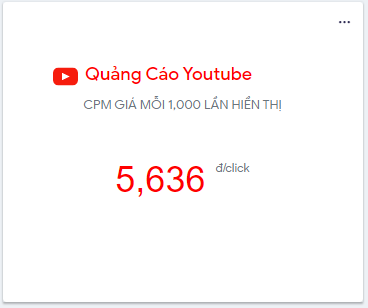 Quảng Cáo Youtube
CPM GIÁ MỖI 1,000 LẦN HIỂN THỊ
5,636 đ/click